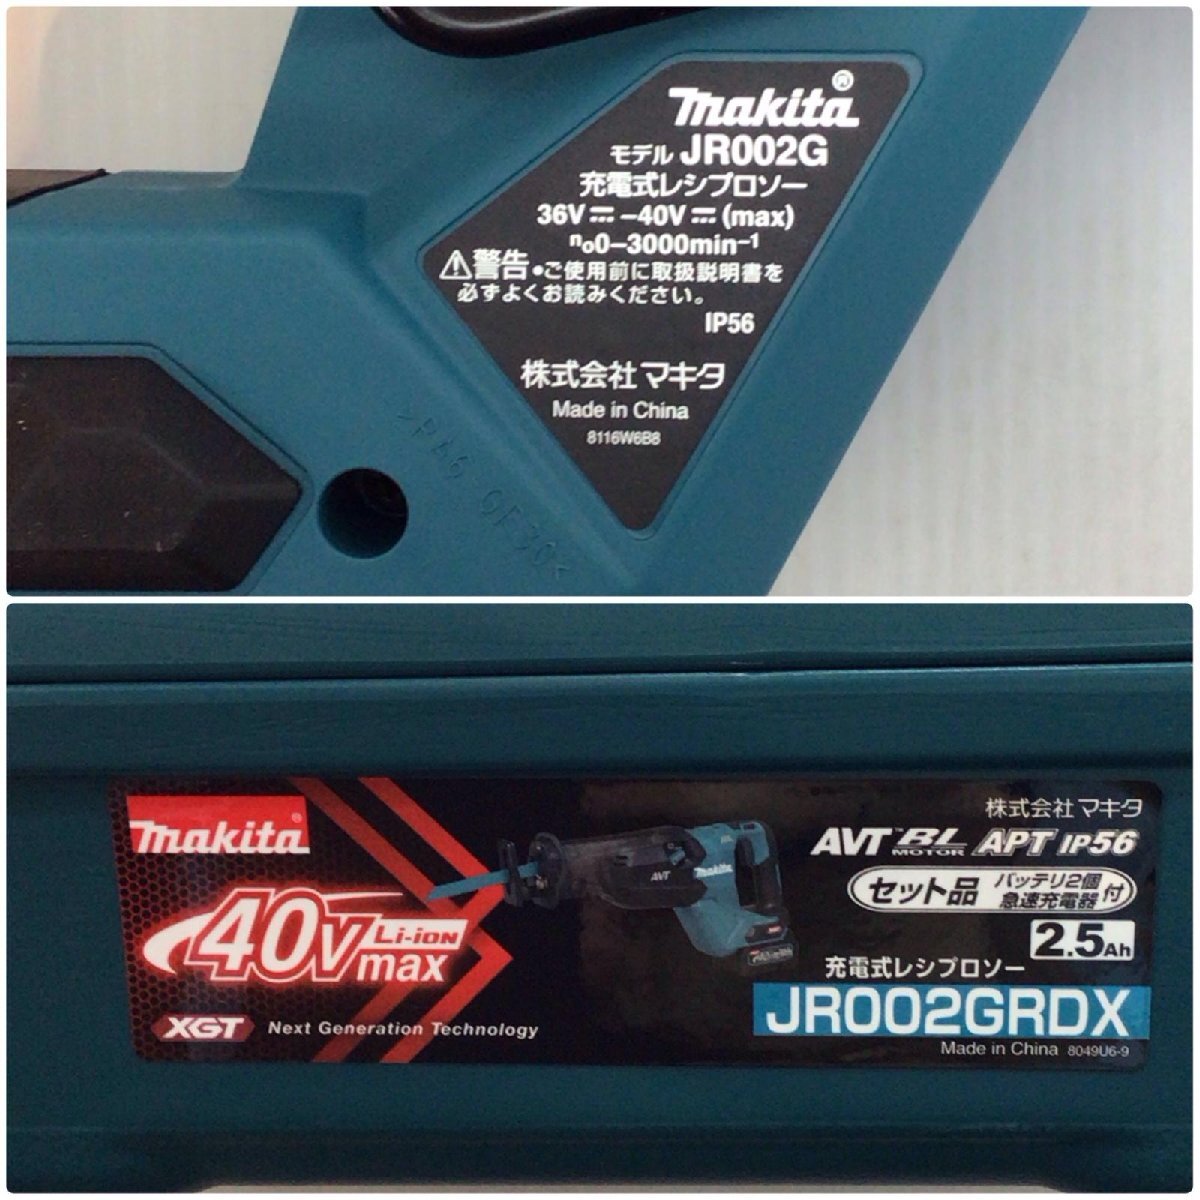 makita®
モデル JR002G
充電式レシプロソー
36V⎓-40V⎓(max)
n₀0-3000min⁻¹
⚠警告 •ご使用前に取扱説明書を
必ずよくお読みください。
IP56
株式会社マキタ
Made in China
8116W6B8
>PA6-GF30<
makita®
40Vmax Li-ion
XGT Next Generation Technology
AVT
makita
株式会社マキタ
AVT BL MOTOR APT IP56
セット品 バッテリ2個 急速充電器 付
2.5Ah
充電式レシプロソー
JR002GRDX
Made in China 8049U6-9